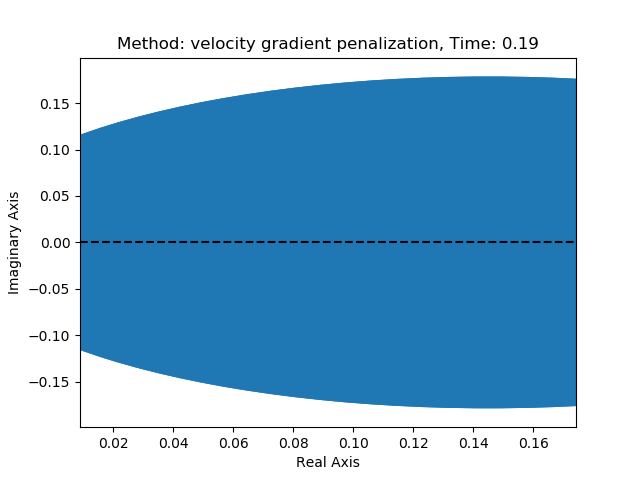 Method: velocity gradient penalization, Time: 0.19
0.15
0.10
0.05
0.00
−0.05
−0.10
−0.15
Imaginary Axis
0.02 0.04 0.06 0.08 0.10 0.12 0.14 0.16
Real Axis